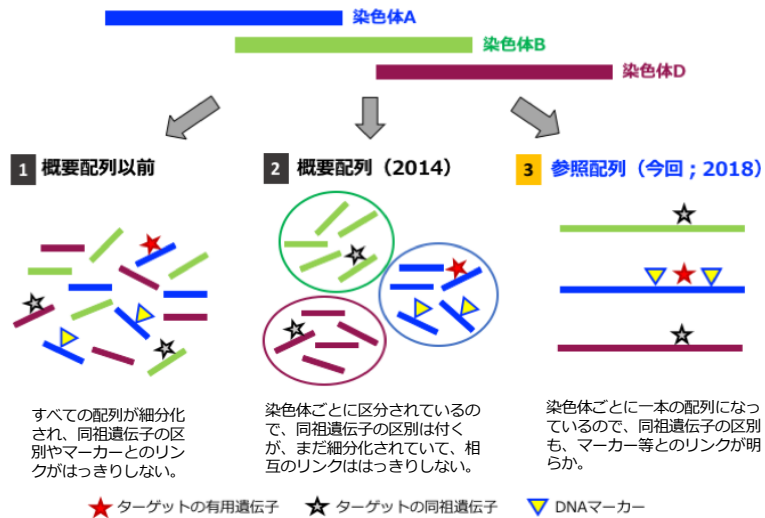 染色体A
染色体B
染色体D
1 概要配列以前
2 概要配列（2014）
3 参照配列（今回；2018）
すべての配列が細分化
され、同祖遺伝子の区
別やマーカーとのリン
クがはっきりしない。
染色体ごとに区分されているの
で、同祖遺伝子の区別は付く
が、まだ細分化されていて、相
互のリンクははっきりしない。
染色体ごとに一本の配列になっ
ているので、同祖遺伝子の区別
も、マーカー等とのリンクが明
らか。
ターゲットの有用遺伝子 ターゲットの同祖遺伝子 DNAマーカー